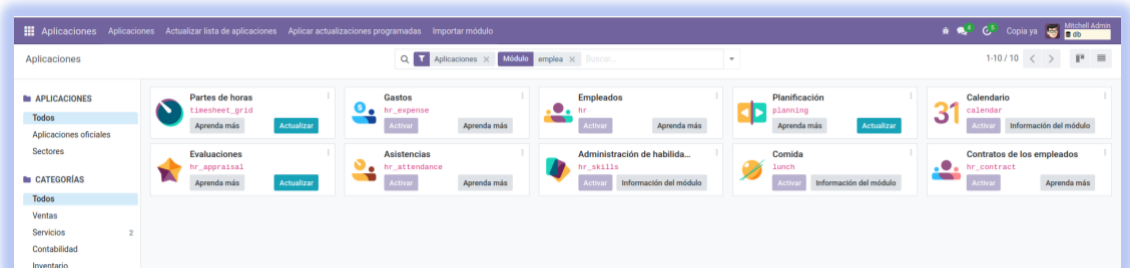 Aplicaciones Aplicaciones Actualizar lista de aplicaciones Aplicar actualizaciones programadas Importar módulo 4 5 Copia ya Mitchell Admin
db
Aplicaciones Aplicaciones × Módulo emplea × Buscar... 1-10 / 10
APLICACIONES
Todos
Aplicaciones oficiales
Sectores
CATEGORÍAS
Todos
Ventas
Servicios 2
Contabilidad
Inventario
Partes de horas
timesheet_grid
Aprenda más Actualizar
Gastos
hr_expense
Activar Aprenda más
Empleados
hr
Activar Aprenda más
Planificación
planning
Aprenda más Actualizar
31 Calendario
calendar
Activar Información del módulo
Evaluaciones
hr_appraisal
Aprenda más Actualizar
Asistencias
hr_attendance
Activar Aprenda más
Administración de habilida...
hr_skills
Activar Información del módulo
Comida
lunch
Activar Información del módulo
Contratos de los empleados
hr_contract
Activar Aprenda más